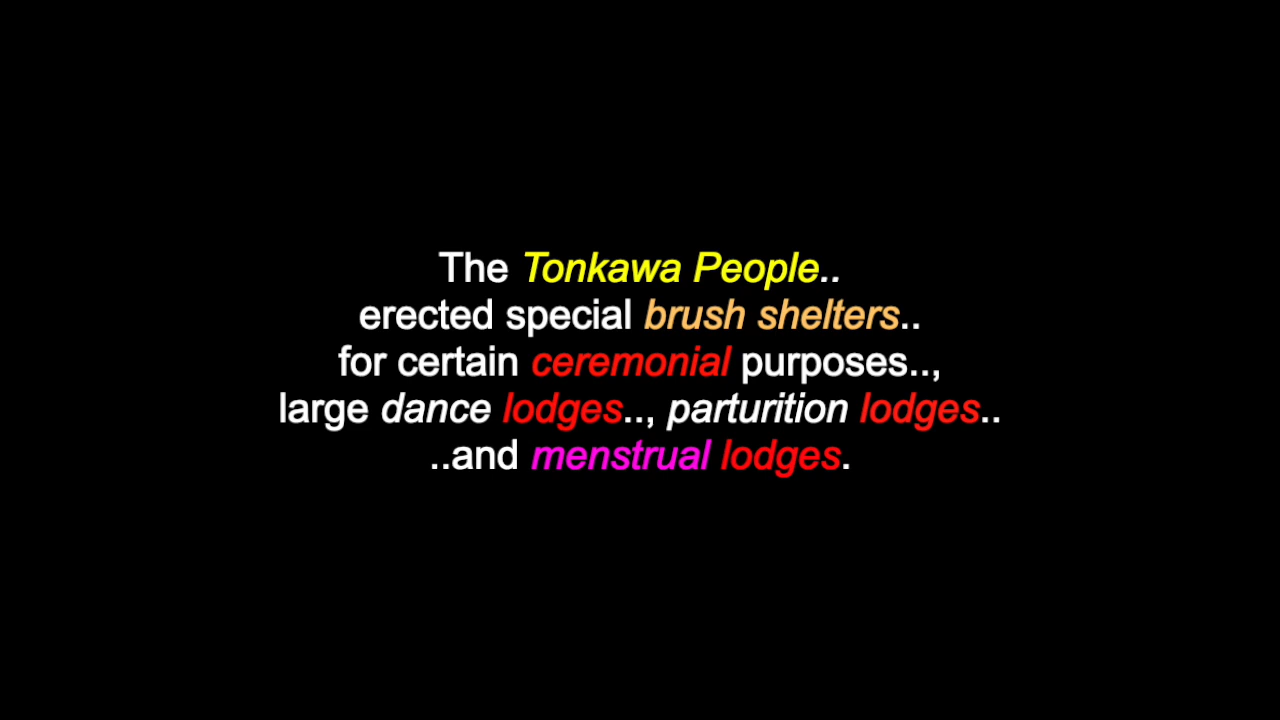 The Tonkawa People..
erected special brush shelters..
for certain ceremonial purposes..,
large dance lodges.., parturition lodges..
..and menstrual lodges.